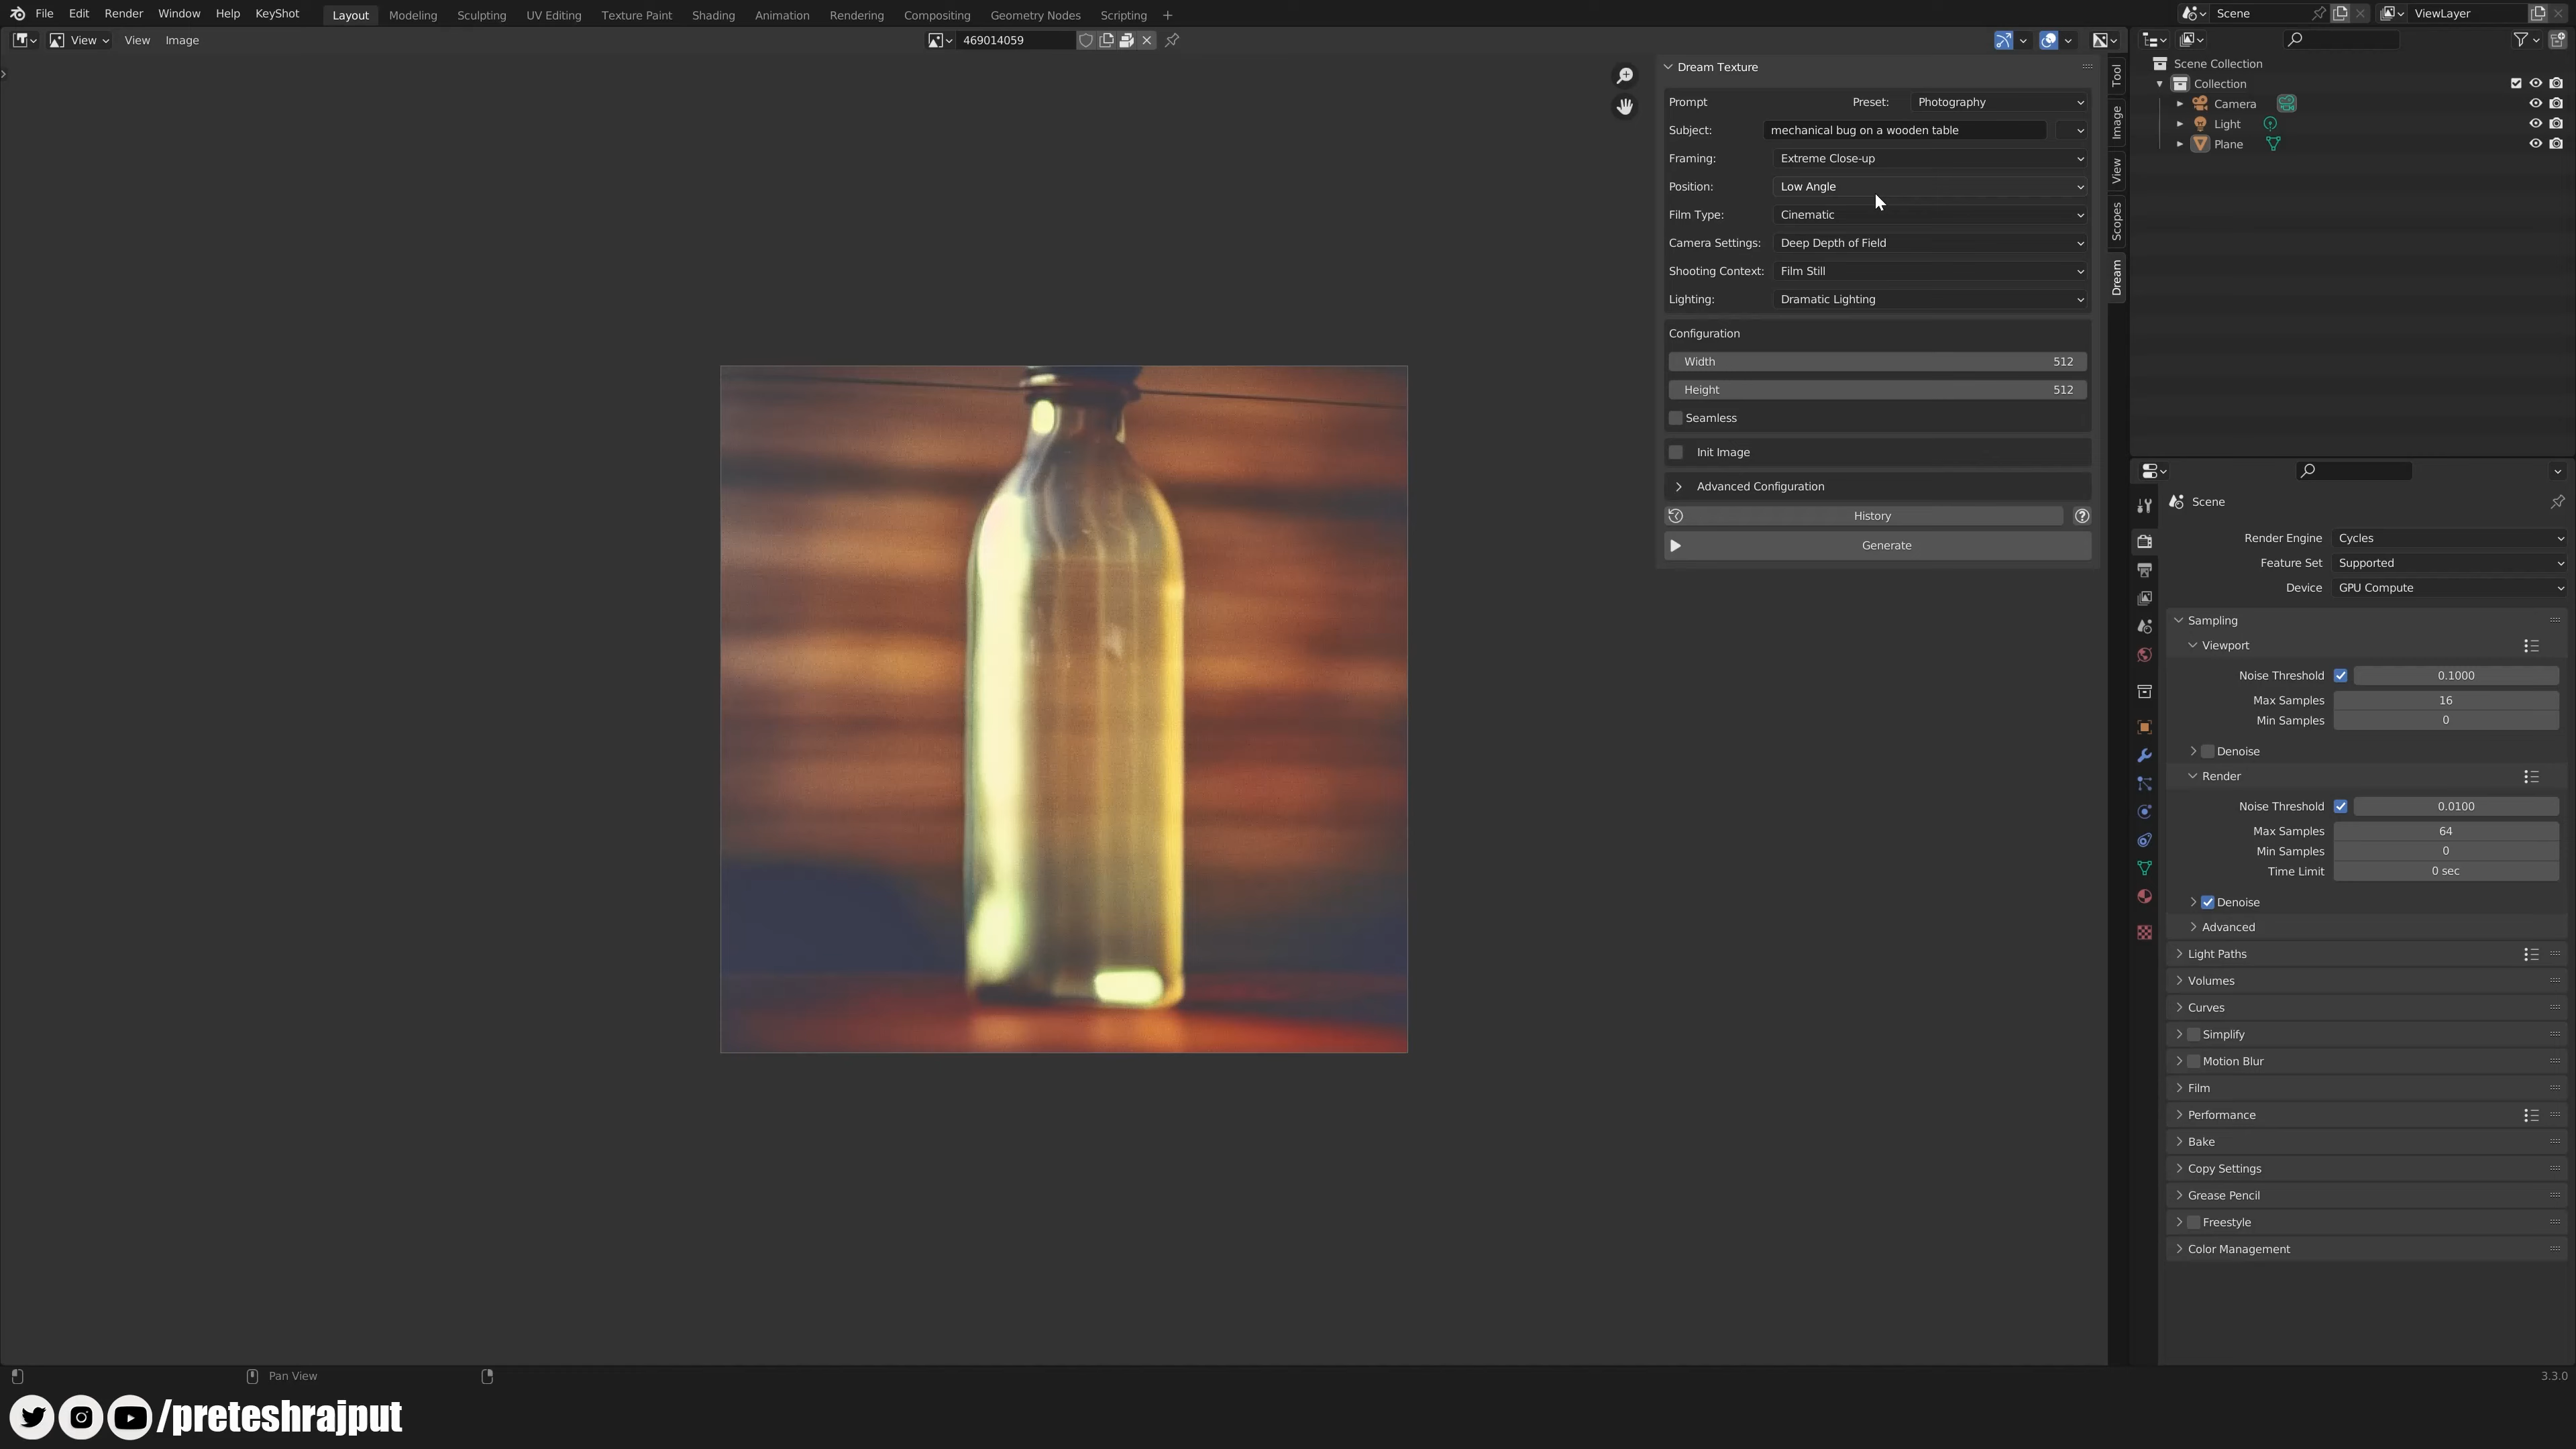 File Edit Render Window Help KeyShot Layout Modeling Sculpting UV Editing Texture Paint Shading Animation Rendering Compositing Geometry Nodes Scripting + Scene ViewLayer
View View Image 469014059
Dream Texture
Prompt Preset: Photography
Subject: mechanical bug on a wooden table
Framing: Extreme Close-up
Position: Low Angle
Film Type: Cinematic
Camera Settings: Deep Depth of Field
Shooting Context: Film Still
Lighting: Dramatic Lighting
Configuration
Width 512
Height 512
Seamless
Init Image
Advanced Configuration
History
Generate
Tool
Image
View
Scopes
Dream
Scene Collection
Collection
Camera
Light
Plane
Scene
Render Engine Cycles
Feature Set Supported
Device GPU Compute
Sampling
Viewport
Noise Threshold 0.1000
Max Samples 16
Min Samples 0
Denoise
Render
Noise Threshold 0.0100
Max Samples 64
Min Samples 0
Time Limit 0 sec
Denoise
Advanced
Light Paths
Volumes
Curves
Simplify
Motion Blur
Film
Performance
Bake
Copy Settings
Grease Pencil
Freestyle
Color Management
Pan View 3.3.0
/preteshrajput